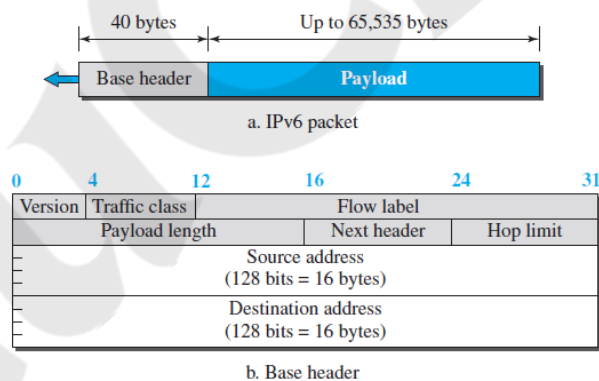 40 bytes Up to 65,535 bytes
Base header Payload
a. IPv6 packet
0 4 12 16 24 31
Version Traffic class Flow label
Payload length Next header Hop limit
Source address
(128 bits = 16 bytes)
Destination address
(128 bits = 16 bytes)
b. Base header